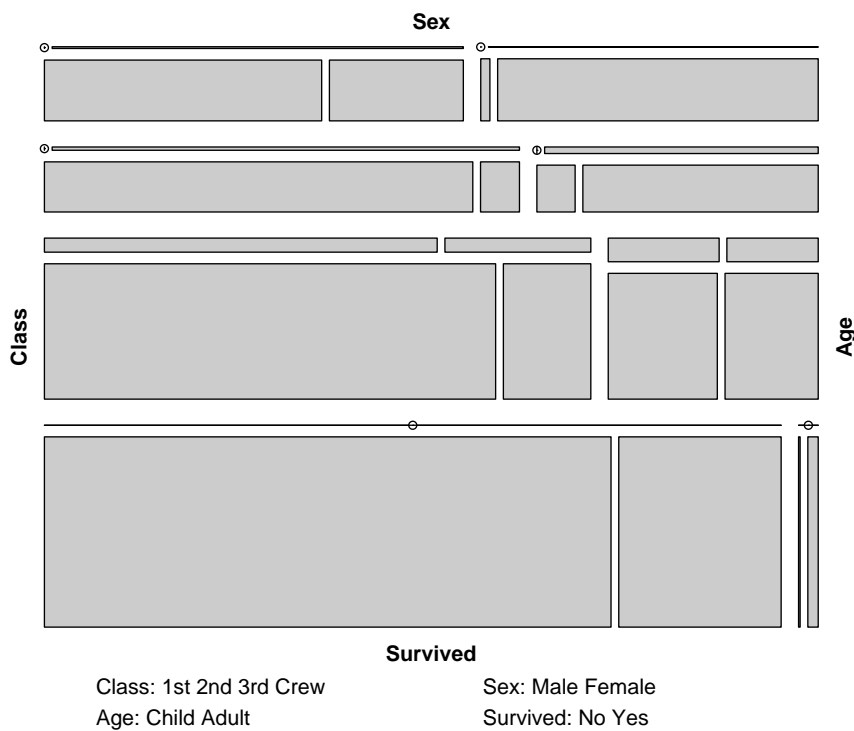 Sex
Class
Age
Survived
Class: 1st 2nd 3rd Crew
Sex: Male Female
Age: Child Adult
Survived: No Yes